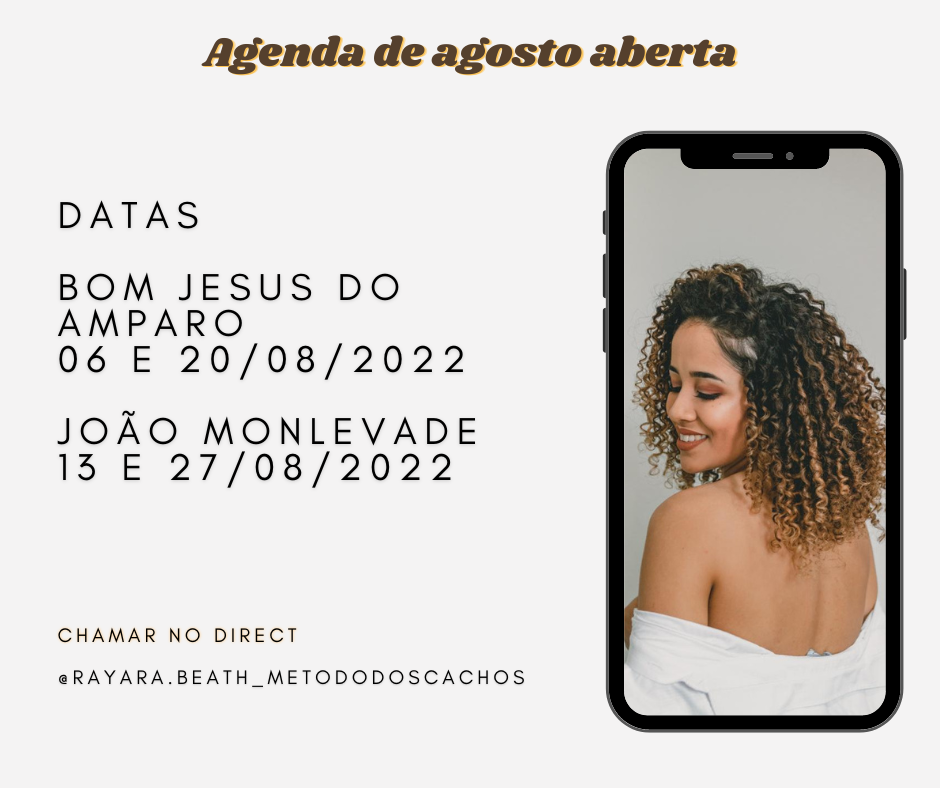 Agenda de agosto aberta
DATAS
BOM JESUS DO
AMPARO
06 E 20/08/2022
JOÃO MONLEVADE
13 E 27/08/2022
CHAMAR NO DIRECT
@RAYARA.BEATH_METODODOSCACHOS